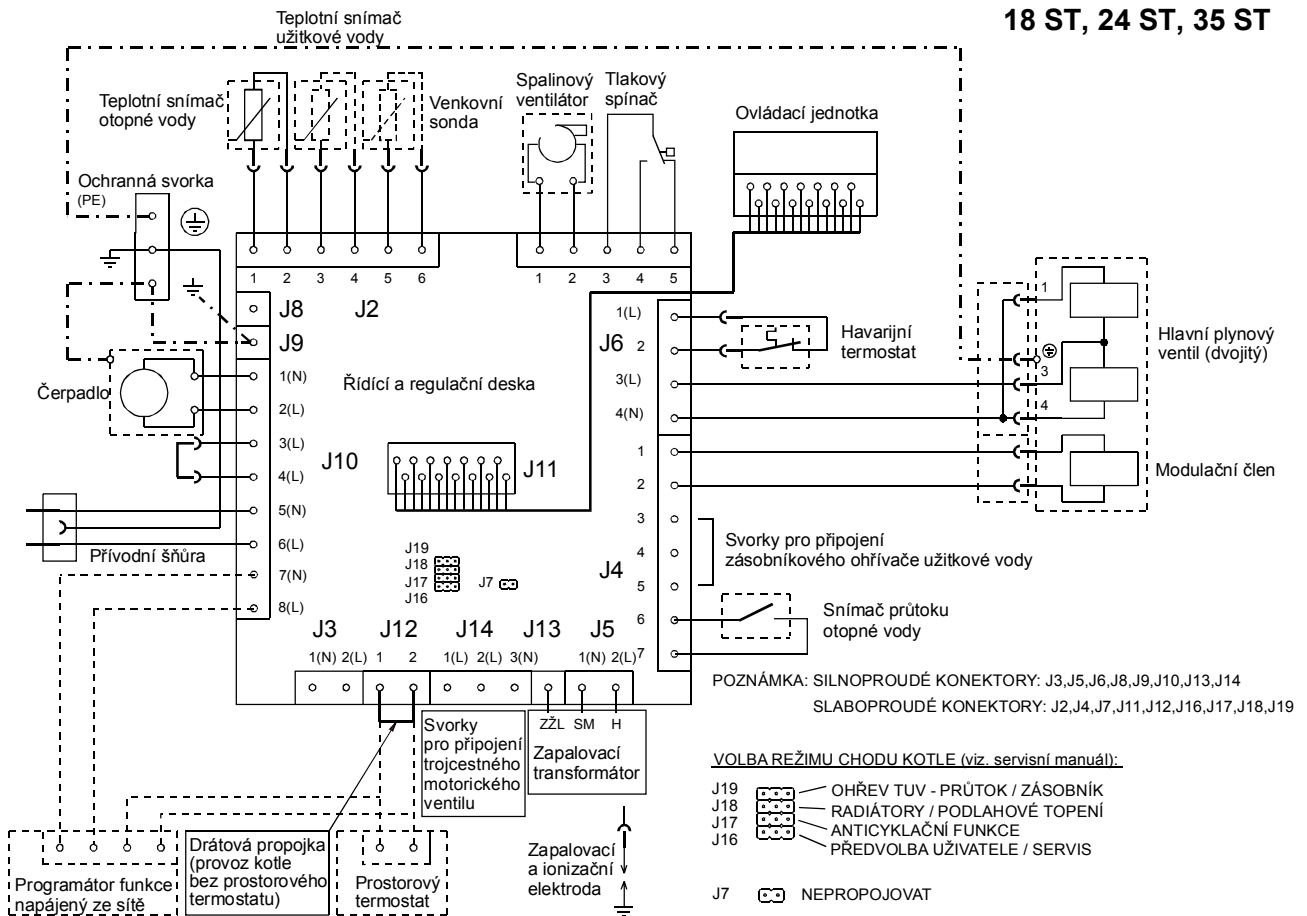 18 ST, 24 ST, 35 ST
Teplotní snímač
užitkové vody
Teplotní snímač
otopné vody
Venkovní
sonda
Spalinový
ventilátor
Tlakový
spínač
Ovládací jednotka
Ochranná svorka
(PE)
1 2 3 4 5 6
1 2 3 4 5
J8
J2
J9
J6
1(L)
2
3(L)
4(N)
Havarijní
termostat
1
3
4
Hlavní plynový
ventil (dvojitý)
Čerpadlo
1(N)
2(L)
3(L)
4(L)
5(N)
6(L)
7(N)
8(L)
Řídící a regulační deska
J10
J11
1
2
3
4
5
6
7
Modulační člen
Přívodní šňůra
J19
J18
J17
J16
J7
J4
Svorky pro připojení
zásobníkového ohřívače užitkové vody
Snímač průtoku
otopné vody
J3 J12 J14 J13 J5
1(N) 2(L) 1 2 1(L) 2(L) 3(N) 1(N) 2(L)
POZNÁMKA: SILNOPROUDÉ KONEKTORY: J3,J5,J6,J8,J9,J10,J13,J14
SLABOPROUDÉ KONEKTORY: J2,J4,J7,J11,J12,J16,J17,J18,J19
Svorky
pro připojení
trojcestného
motorického
ventilu
ZŽL SM H
Zapalovací
transformátor
VOLBA REŽIMU CHODU KOTLE (viz. servisní manuál):
J19 OHŘEV TUV - PRŮTOK / ZÁSOBNÍK
J18 RADIÁTORY / PODLAHOVÉ TOPENÍ
J17 ANTICYKLAČNÍ FUNKCE
J16 PŘEDVOLBA UŽIVATELE / SERVIS
J7 NEPROPOJOVAT
Programátor funkce
napájený ze sítě
Drátová propojka
(provoz kotle
bez prostorového
termostatu)
Prostorový
termostat
Zapalovací
a ionizační
elektroda